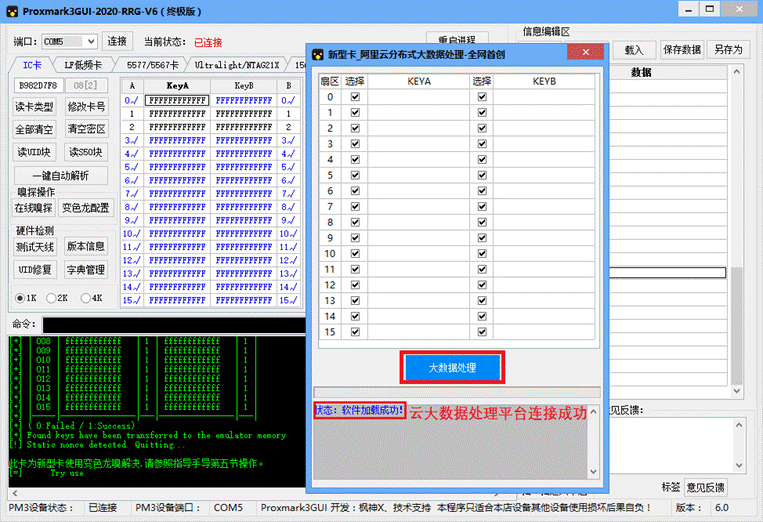 Proxmark3GUI-2020-RRG-V6（终极版）
端口: COM5 连接 当前状态: 已连接
重启进程
信息编辑区
载入 保存数据 另存为
IC卡 LF低频卡 5577/5567卡 Ultralight/NTAG21X
B982D7F8 08[2]
读卡类型 修改卡号
全部清空 清空密区
读UID块 读S50块
一键自动解析
嗅探操作
在线嗅探 变色龙配置
硬件检测
测试天线 版本信息
UID修复 字典管理
1K 2K 4K
A KeyA KeyB B
0√ FFFFFFFFFFFF FFFFFFFFFFFF 0√
1 FFFFFFFFFFFF FFFFFFFFFFFF 1
2 FFFFFFFFFFFF FFFFFFFFFFFF 2
3√ FFFFFFFFFFFF FFFFFFFFFFFF 3√
4√ FFFFFFFFFFFF FFFFFFFFFFFF 4√
5√ FFFFFFFFFFFF FFFFFFFFFFFF 5√
6√ FFFFFFFFFFFF FFFFFFFFFFFF 6√
7√ FFFFFFFFFFFF FFFFFFFFFFFF 7√
8√ FFFFFFFFFFFF FFFFFFFFFFFF 8√
9√ FFFFFFFFFFFF FFFFFFFFFFFF 9√
10√ FFFFFFFFFFFF FFFFFFFFFFFF 10√
11√ FFFFFFFFFFFF FFFFFFFFFFFF 11√
12√ FFFFFFFFFFFF FFFFFFFFFFFF 12√
13√ FFFFFFFFFFFF FFFFFFFFFFFF 13√
14√ FFFFFFFFFFFF FFFFFFFFFFFF 14√
15√ FFFFFFFFFFFF FFFFFFFFFFFF 15√
数据
新型卡_阿里云分布式大数据处理-全网首创
扇区 选择 KEYA 选择 KEYB
0
1
2
3
4
5
6
7
8
9
10
11
12
13
14
15
大数据处理
状态: 软件加载成功! 云大数据处理平台连接成功
命令:
[+] | 008 | ffffffffffff | 1 | ffffffffffff | 1 |
[+] | 009 | ffffffffffff | 1 | ffffffffffff | 1 |
[+] | 010 | ffffffffffff | 1 | ffffffffffff | 1 |
[+] | 011 | ffffffffffff | 1 | ffffffffffff | 1 |
[+] | 012 | ffffffffffff | 1 | ffffffffffff | 1 |
[+] | 013 | ffffffffffff | 1 | ffffffffffff | 1 |
[+] | 014 | ffffffffffff | 1 | ffffffffffff | 1 |
[+] | 015 | ffffffffffff | 1 | ffffffffffff | 1 |
[+] ( 0:Failed / 1:Success)
[+] Found keys have been transferred to the emulator memory
[!] Static nonce detected. Quitting...
此卡为新型卡使用变色龙嗅解决,请参照指导手导第五节操作。
[=] Try use
见反馈:
标签 意见反馈
PM3设备状态: 已连接 PM3设备端口: COM5 Proxmark3GUI 开发: 枫神X、技术支持 本程序只适合本店设备其他设备使用损坏后果自负！ 版本: 6.0